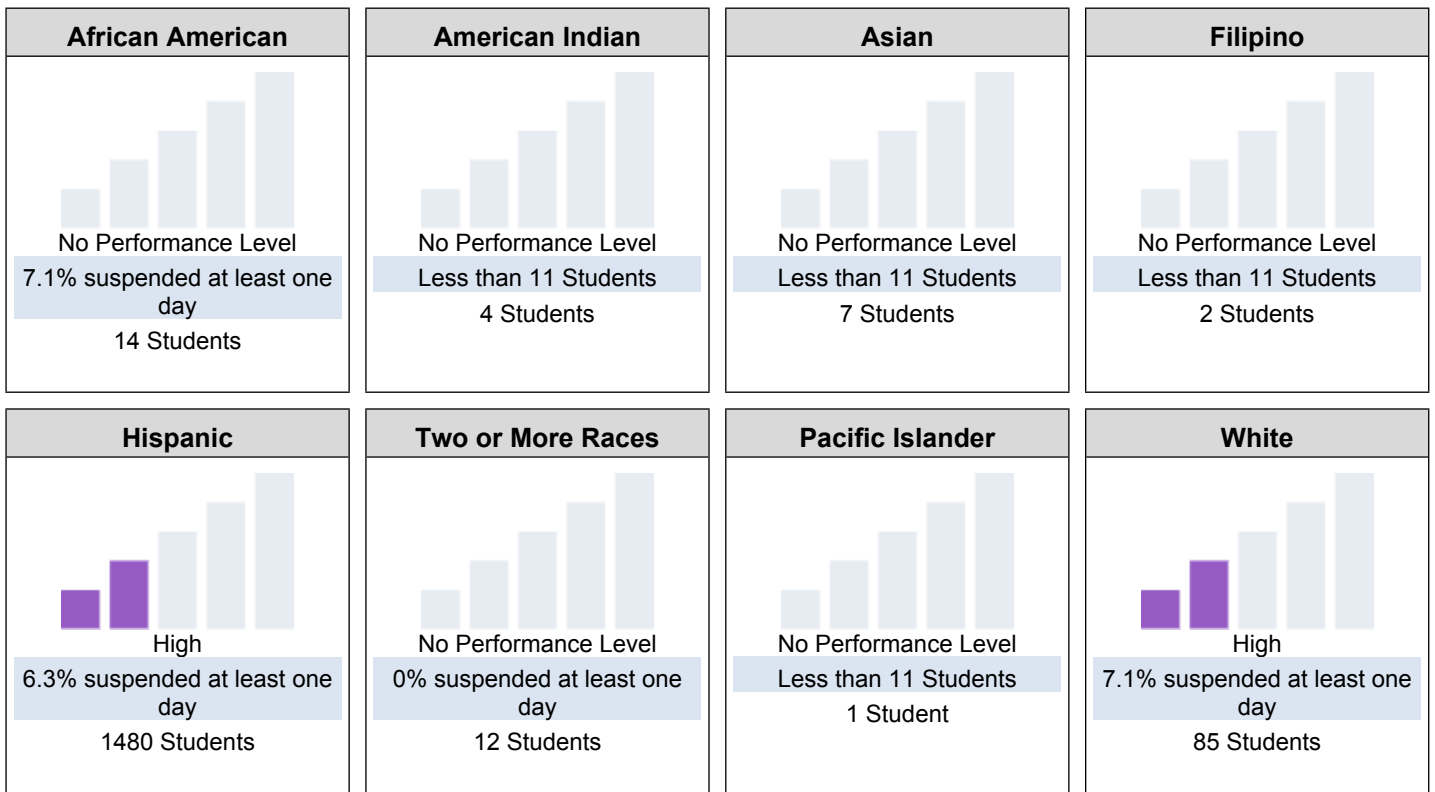 African American
No Performance Level
7.1% suspended at least one
day
14 Students
American Indian
No Performance Level
Less than 11 Students
4 Students
Asian
No Performance Level
Less than 11 Students
7 Students
Filipino
No Performance Level
Less than 11 Students
2 Students
Hispanic
High
6.3% suspended at least one
day
1480 Students
Two or More Races
No Performance Level
0% suspended at least one
day
12 Students
Pacific Islander
No Performance Level
Less than 11 Students
1 Student
White
High
7.1% suspended at least one
day
85 Students